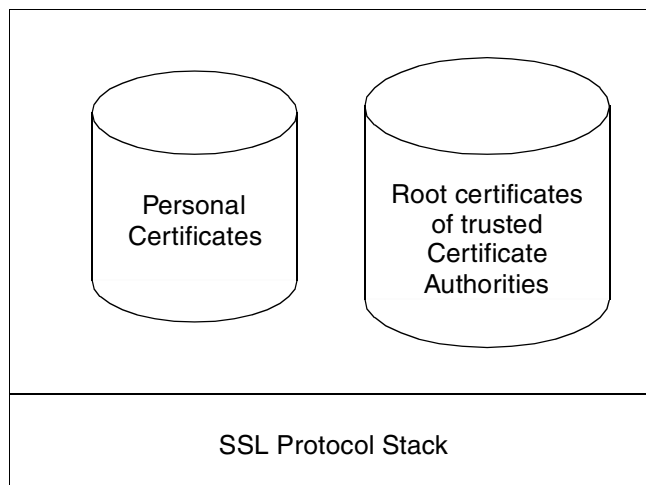 Personal
Certificates
Root certificates
of trusted
Certificate
Authorities
SSL Protocol Stack